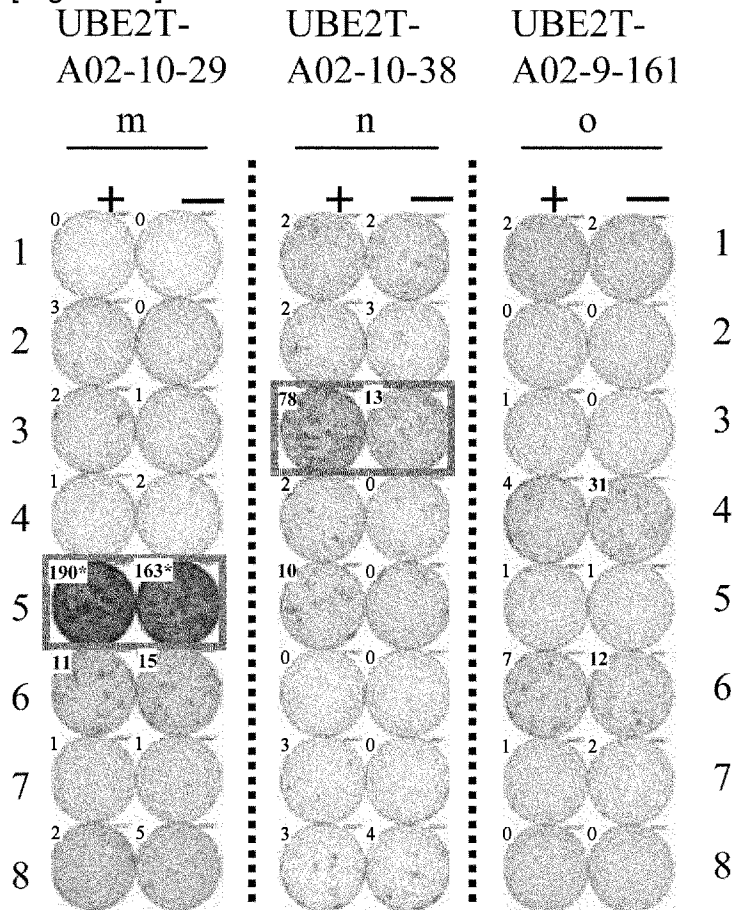 UBE2T- UBE2T- UBE2T-
A02-10-29 A02-10-38 A02-9-161
m n o
+ — + — + —
1 0 0 2 2 2 2 1
2 3 0 2 3 0 0 2
3 2 1 78 13 1 0 3
4 1 2 2 0 4 31 4
5 190* 163* 10 0 1 1 5
6 11 15 0 0 7 12 6
7 1 1 3 0 1 2 7
8 2 5 3 4 0 0 8